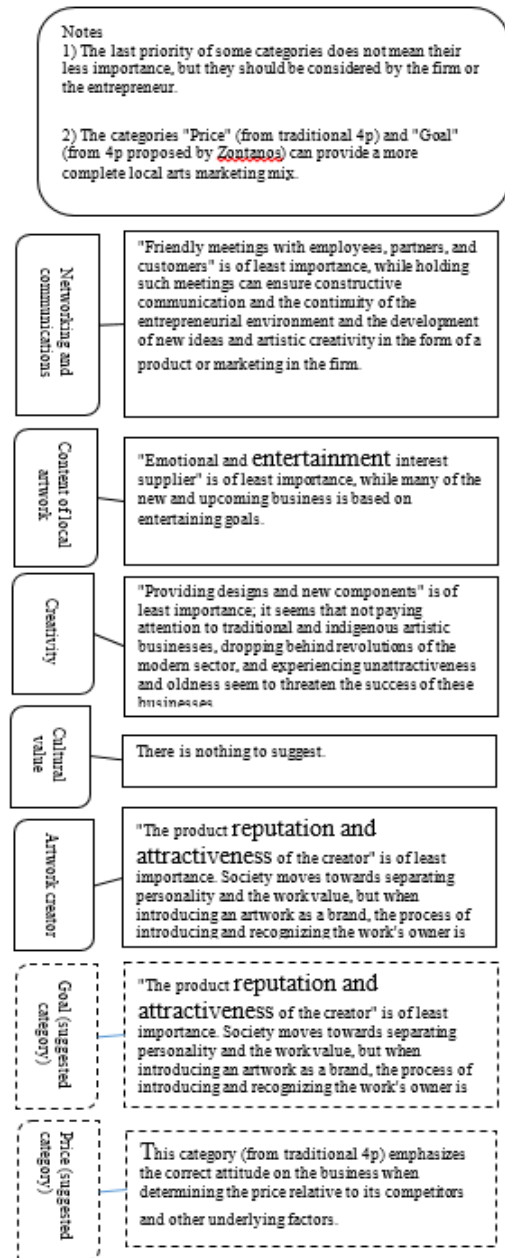 Notes
1) The last priority of some categories does not mean their
less importance, but they should be considered by the firm or
the entrepreneur.
2) The categories "Price" (from traditional 4p) and "Goal"
(from 4p proposed by Zontanos) can provide a more
complete local arts marketing mix.
Networking and
communications
"Friendly meetings with employees, partners, and
customers" is of least importance, while holding
such meetings can ensure constructive
communication and the continuity of the
entrepreneurial environment and the development
of new ideas and artistic creativity in the form of a
product or marketing in the firm.
Content of local
artwork
"Emotional and entertainment interest
supplier" is of least importance, while many of the
new and upcoming business is based on
entertaining goals.
Creativity
"Providing designs and new components" is of
least importance; it seems that not paying
attention to traditional and indigenous artistic
businesses, dropping behind revolutions of the
modern sector, and experiencing unattractiveness
and oldness seem to threaten the success of these
businesses
Cultural
value
There is nothing to suggest.
Artwork creator
"The product reputation and
attractiveness of the creator" is of least
importance. Society moves towards separating
personality and the work value, but when
introducing an artwork as a brand, the process of
introducing and recognizing the work's owner is
Goal (suggested
category)
"The product reputation and
attractiveness of the creator" is of least
importance. Society moves towards separating
personality and the work value, but when
introducing an artwork as a brand, the process of
introducing and recognizing the work's owner is
Price (suggested
category)
This category (from traditional 4p) emphasizes
the correct attitude on the business when
determining the price relative to its competitors
and other underlying factors.